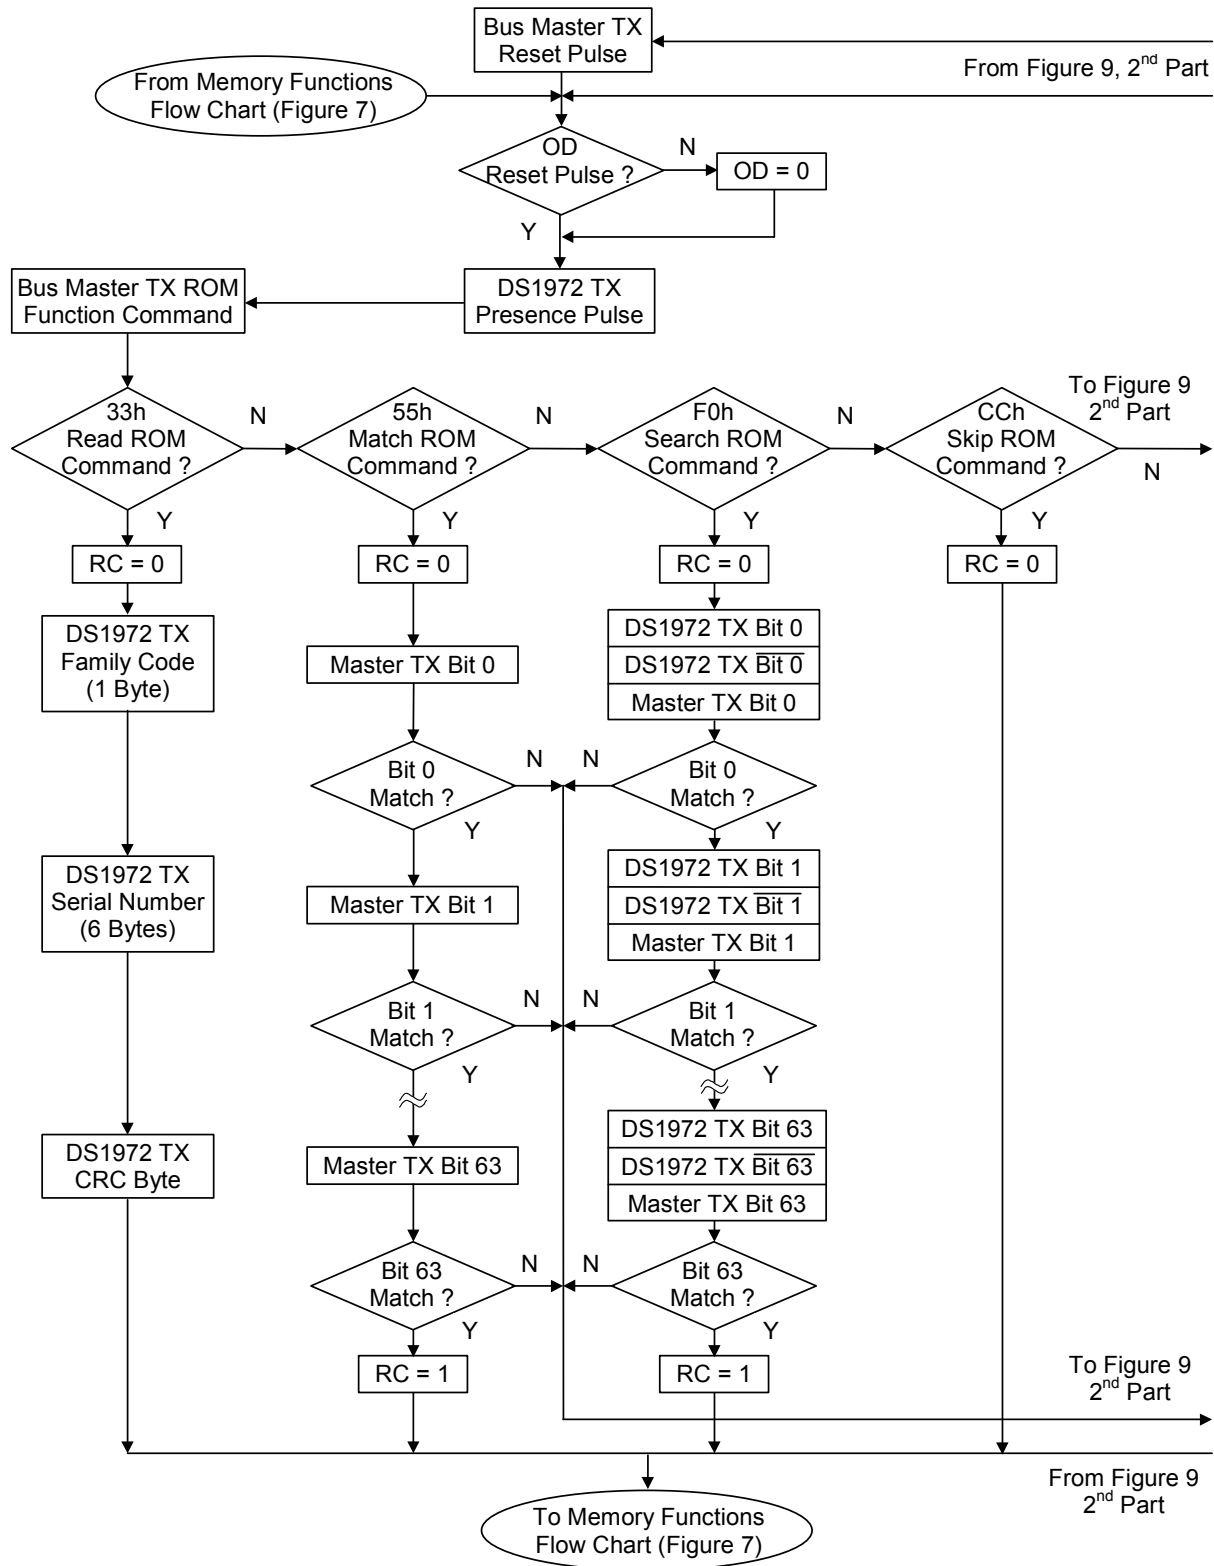 Bus Master TX
Reset Pulse
From Figure 9, 2nd Part
From Memory Functions
Flow Chart (Figure 7)
OD
Reset Pulse ?
N
OD = 0
Y
Bus Master TX ROM
Function Command
DS1972 TX
Presence Pulse
33h
Read ROM
Command ?
N
55h
Match ROM
Command ?
N
F0h
Search ROM
Command ?
N
CCh
Skip ROM
Command ?
To Figure 9
2nd Part
N
Y
Y
Y
Y
RC = 0
RC = 0
RC = 0
RC = 0
DS1972 TX
Family Code
(1 Byte)
Master TX Bit 0
DS1972 TX Bit 0
DS1972 TX B̅i̅t̅ ̅0̅
Master TX Bit 0
Bit 0
Match ?
N
N
Bit 0
Match ?
Y
Y
DS1972 TX
Serial Number
(6 Bytes)
Master TX Bit 1
DS1972 TX Bit 1
DS1972 TX B̅i̅t̅ ̅1̅
Master TX Bit 1
Bit 1
Match ?
N
N
Bit 1
Match ?
Y
Y
DS1972 TX
CRC Byte
Master TX Bit 63
DS1972 TX Bit 63
DS1972 TX B̅i̅t̅ ̅6̅3̅
Master TX Bit 63
Bit 63
Match ?
N
N
Bit 63
Match ?
Y
Y
RC = 1
RC = 1
To Figure 9
2nd Part
From Figure 9
2nd Part
To Memory Functions
Flow Chart (Figure 7)